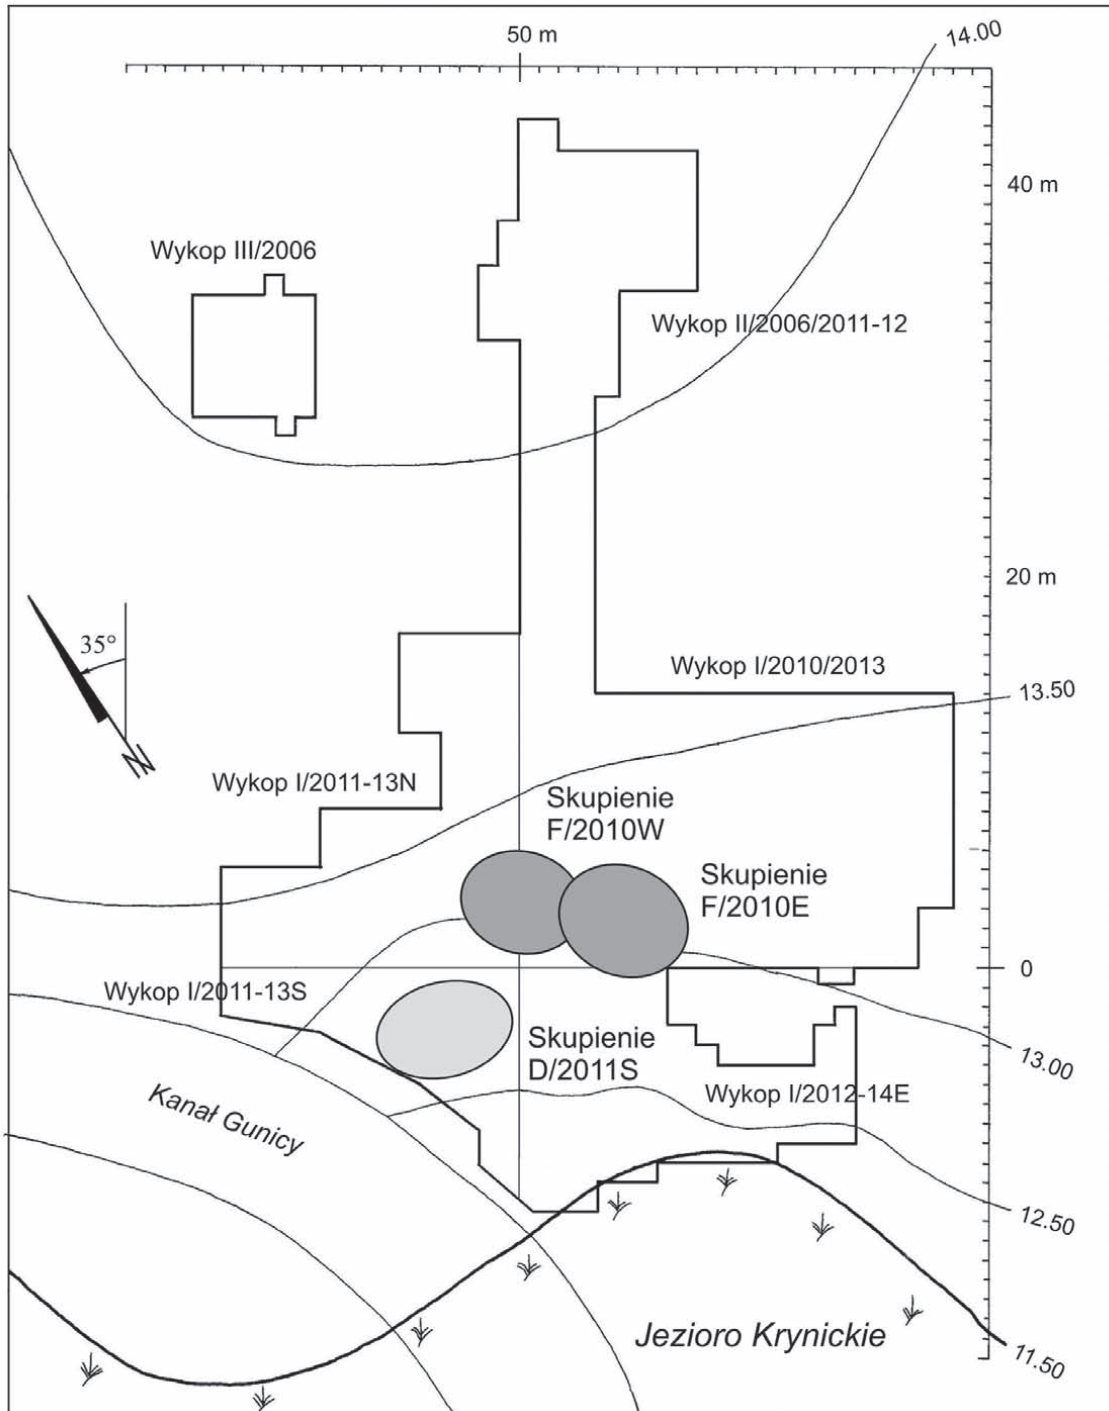 50 m
14.00
40 m
Wykop III/2006
Wykop II/2006/2011-12
20 m
35°
N
Wykop I/2010/2013
13.50
Wykop I/2011-13N
Skupienie
F/2010W
Skupienie
F/2010E
0
Wykop I/2011-13S
Skupienie
D/2011S
13.00
Wykop I/2012-14E
Kanał Gunicy
12.50
Jezioro Krynickie
11.50